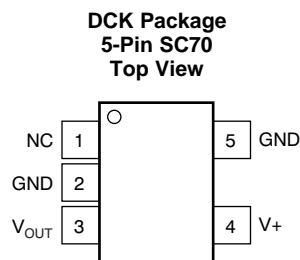 DCK Package
5-Pin SC70
Top View
NC 1 5 GND
GND 2
VOUT 3 4 V+